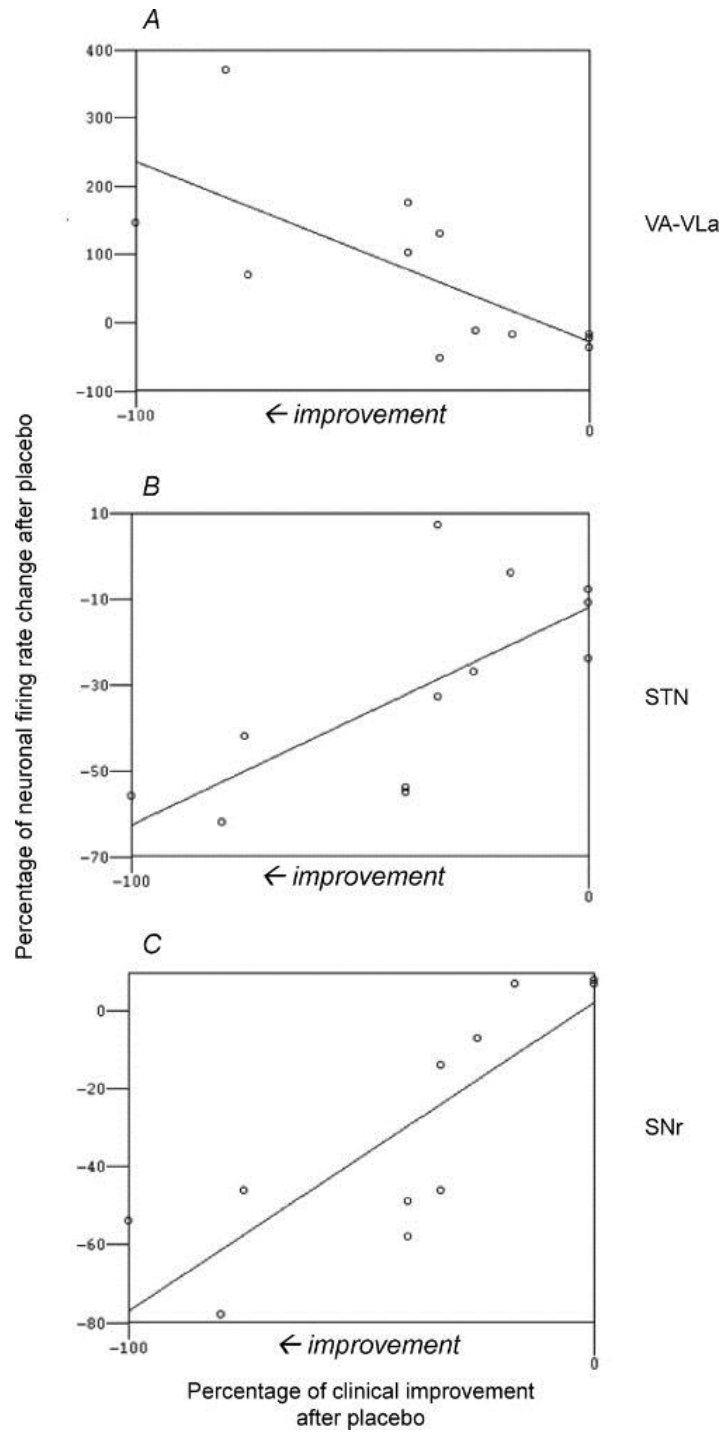 A
400
300
200
100
0
-100
-100
0
← improvement
VA-VLa
B
10
-10
-30
-50
-70
-100
0
← improvement
STN
Percentage of neuronal firing rate change after placebo
C
0
-20
-40
-60
-80
-100
0
← improvement
SNr
Percentage of clinical improvement
after placebo